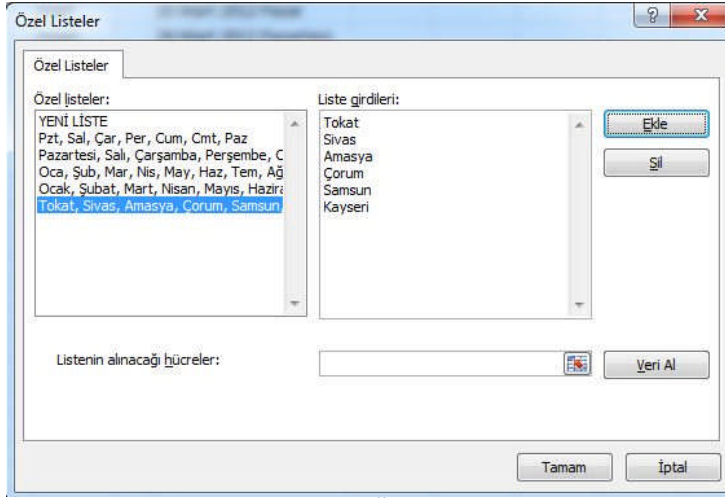 Özel Listeler
Özel Listeler
Özel listeler:
YENİ LİSTE
Pzt, Sal, Çar, Per, Cum, Cmt, Paz
Pazartesi, Salı, Çarşamba, Perşembe, C
Oca, Şub, Mar, Nis, May, Haz, Tem, Ağ
Ocak, Şubat, Mart, Nisan, Mayıs, Hazira
Tokat, Sivas, Amasya, Çorum, Samsun,
Liste girdileri:
Tokat
Sivas
Amasya
Çorum
Samsun
Kayseri
Ekle
Sil
Listenin alınacağı hücreler:
Veri Al
Tamam
İptal